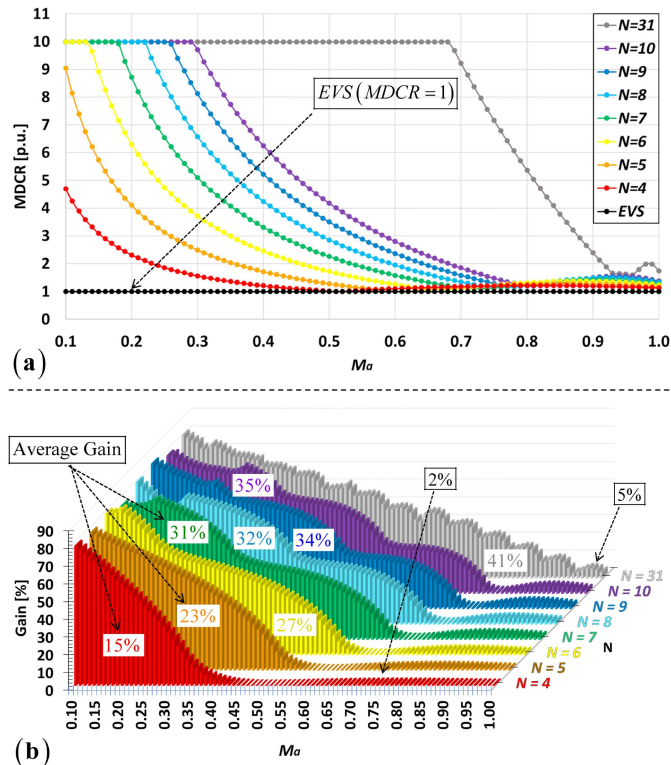 10
9
8
7
6
5
4
3
2
1
0
MDCR [p.u.]
EVS (MDCR = 1)
N=31
N=10
N=9
N=8
N=7
N=6
N=5
N=4
EVS
0.1 0.2 0.3 0.4 0.5 0.6 0.7 0.8 0.9 1.0
Ma
(a)
Average Gain
2%
5%
35%
31%
32%
34%
41%
23%
27%
15%
90
80
70
60
50
40
30
20
10
0
Gain [%]
N = 31
N = 10
N = 9
N = 8
N = 7
N = 6
N
N = 5
N = 4
0.10 0.15 0.20 0.25 0.30 0.35 0.40 0.45 0.50 0.55 0.60 0.65 0.70 0.75 0.80 0.85 0.90 0.95 1.00
Ma
(b)